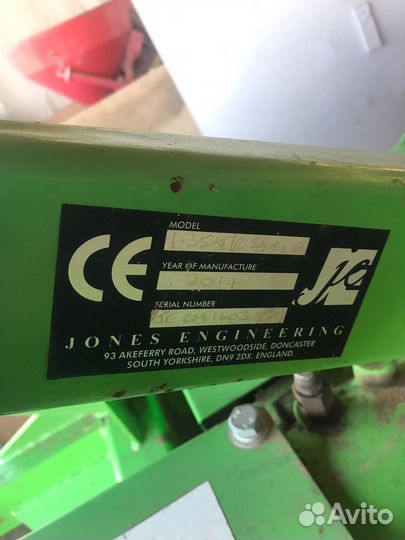 MODEL
CE
YEAR OF MANUFACTURE
2014
SERIAL NUMBER
JE
JONES ENGINEERING
93 AKEFERRY ROAD, WESTWOODSIDE, DONCASTER
SOUTH YORKSHIRE, DN9 2DX. ENGLAND.
Avito